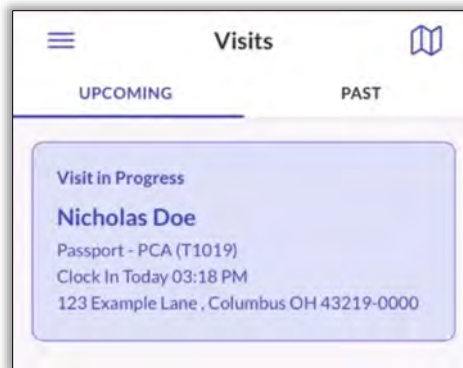 Visits
UPCOMING PAST
Visit in Progress
Nicholas Doe
Passport - PCA (T1019)
Clock In Today 03:18 PM
123 Example Lane , Columbus OH 43219-0000